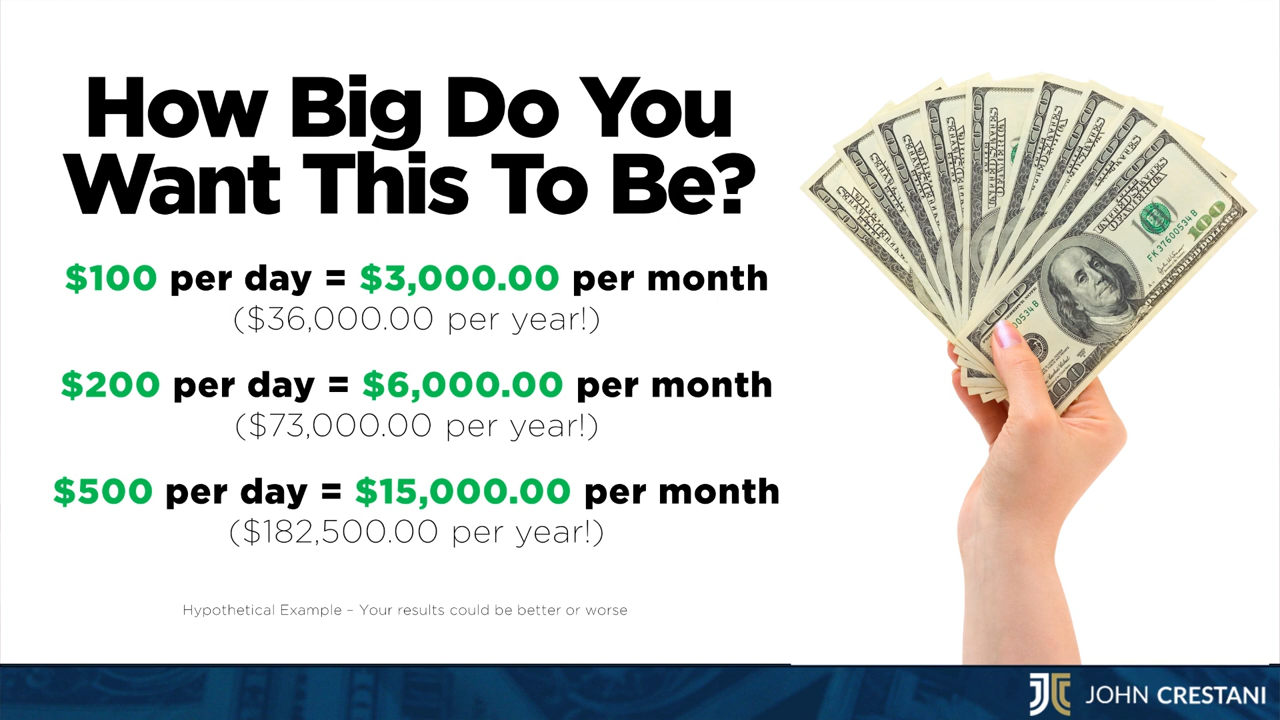 How Big Do You
Want This To Be?
$100 per day = $3,000.00 per month
($36,000.00 per year!)
$200 per day = $6,000.00 per month
($73,000.00 per year!)
$500 per day = $15,000.00 per month
($182,500.00 per year!)
Hypothetical Example – Your results could be better or worse
100
FK 37600534 B
JOHN CRESTANI